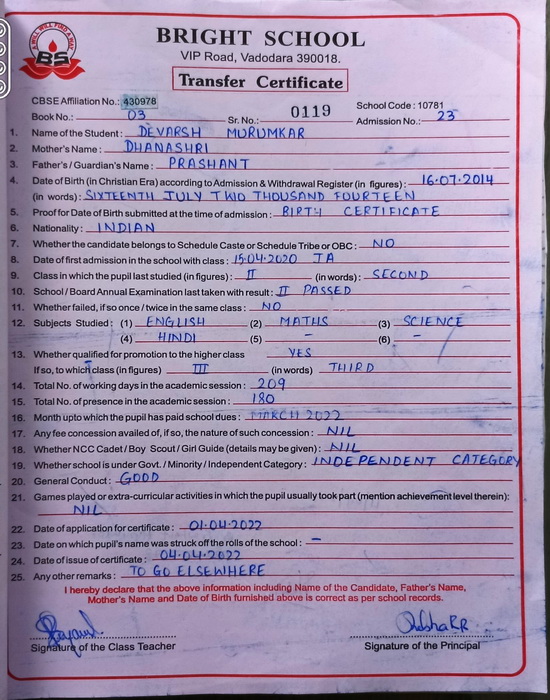 A WILL WILL FIND A WAY
BS
BRIGHT SCHOOL
VIP Road, Vadodara 390018.
Transfer Certificate
CBSE Affiliation No.: 430978 School Code : 10781
Book No.: 03 Sr. No.: 0119 Admission No.: 23
1. Name of the Student: DEVARSH MURUMKAR
2. Mother's Name: DHANASHRI
3. Father's / Guardian's Name : PRASHANT
4. Date of Birth (in Christian Era) according to Admission & Withdrawal Register (in figures) : 16.07.2014
(in words) : SIXTEENTH JULY TWO THOUSAND FOURTEEN
5. Proof for Date of Birth submitted at the time of admission : BIRTH CERTIFICATE
6. Nationality : INDIAN
7. Whether the candidate belongs to Schedule Caste or Schedule Tribe or OBC : NO
8. Date of first admission in the school with class : 15.04.2020 IA
9. Class in which the pupil last studied (in figures) : II (in words) : SECOND
10. School / Board Annual Examination last taken with result : II PASSED
11. Whether failed, if so once / twice in the same class : NO
12. Subjects Studied : (1) ENGLISH (2) MATHS (3) SCIENCE
(4) HINDI (5) - (6) -
13. Whether qualified for promotion to the higher class YES
If so, to which class (in figures) III (in words) THIRD
14. Total No. of working days in the academic session : 209
15. Total No. of presence in the academic session : 180
16. Month upto which the pupil has paid school dues : MARCH 2022
17. Any fee concession availed of, if so, the nature of such concession : NIL
18. Whether NCC Cadet / Boy Scout / Girl Guide (details may be given) : NIL
19. Whether school is under Govt. / Minority / Independent Category : INDEPENDENT CATEGORY
20. General Conduct : GOOD
21. Games played or extra-curricular activities in which the pupil usually took part (mention achievement level therein):
NIL
22. Date of application for certificate : 01.04.2022
23. Date on which pupil's name was struck off the rolls of the school : -
24. Date of issue of certificate : 04.04.2022
25. Any other remarks : TO GO ELSEWHERE
I hereby declare that the above information including Name of the Candidate, Father's Name,
Mother's Name and Date of Birth furnished above is correct as per school records.
Signature of the Class Teacher Signature of the Principal